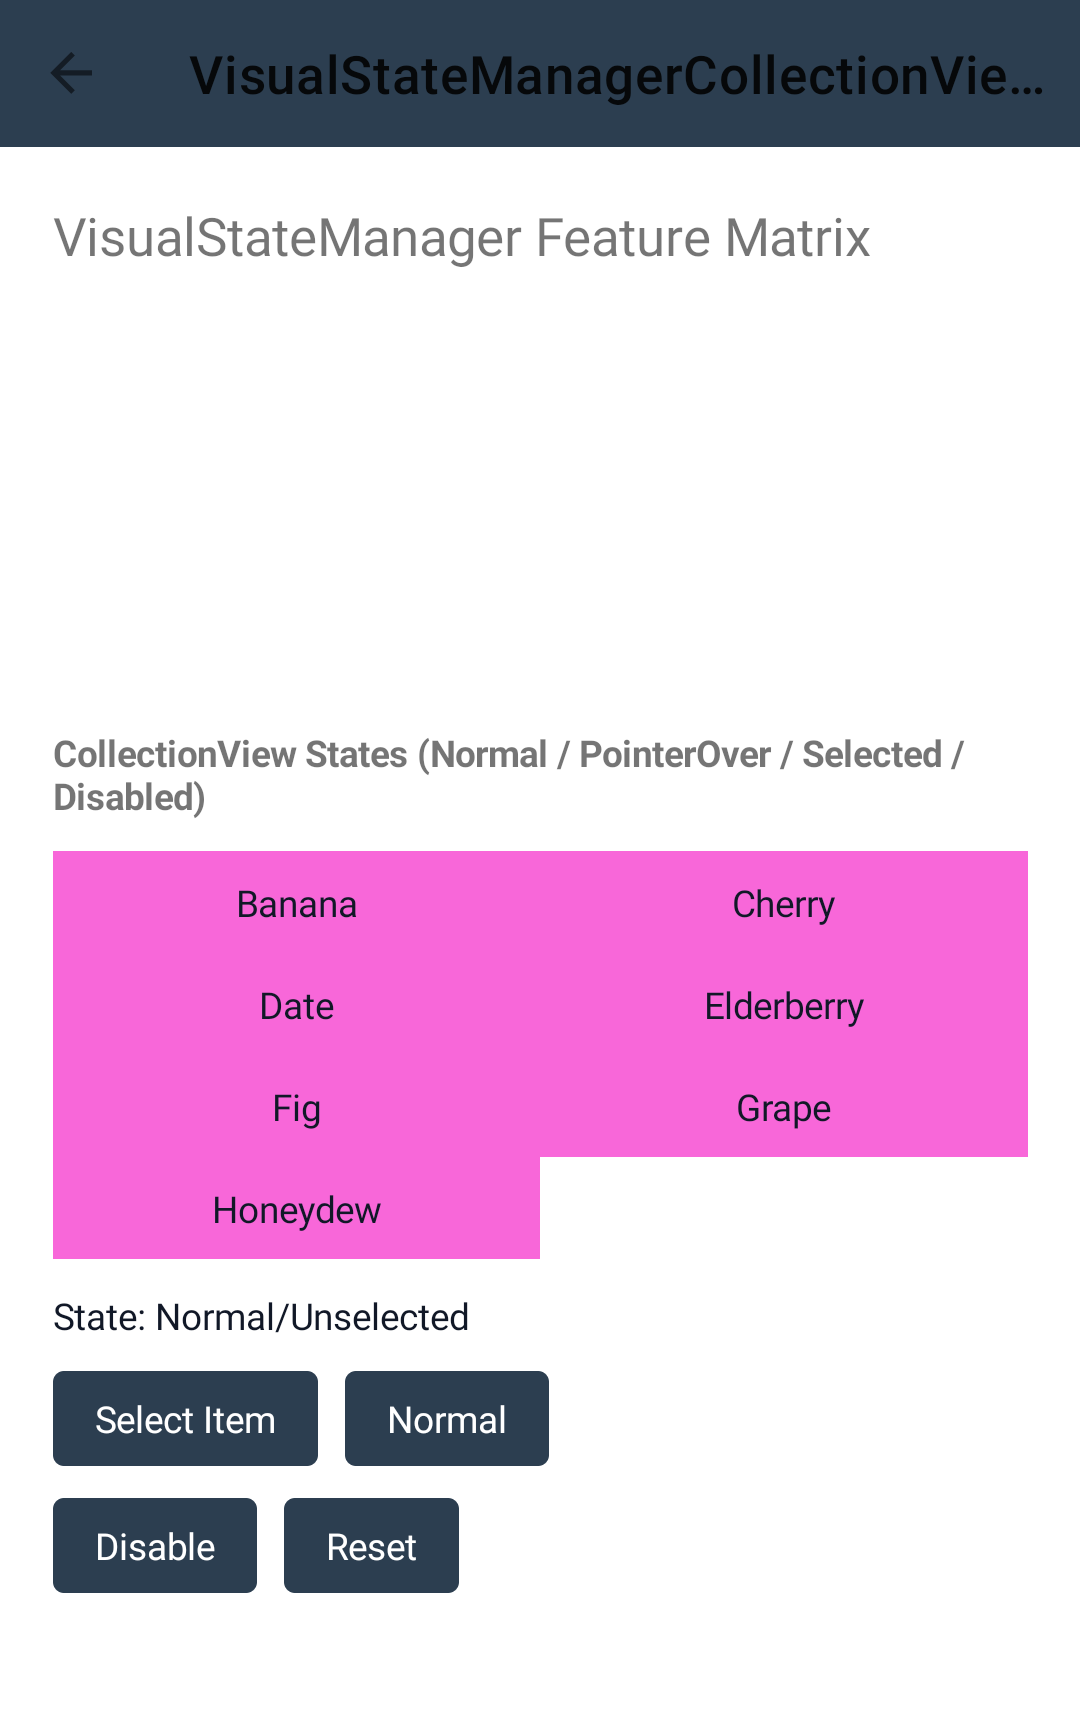 VisualStateManagerCollectionVie...
VisualStateManager Feature Matrix
CollectionView States (Normal / PointerOver / Selected /
Disabled)
Banana Cherry
Date Elderberry
Fig Grape
Honeydew
State: Normal/Unselected
Select Item Normal
Disable Reset